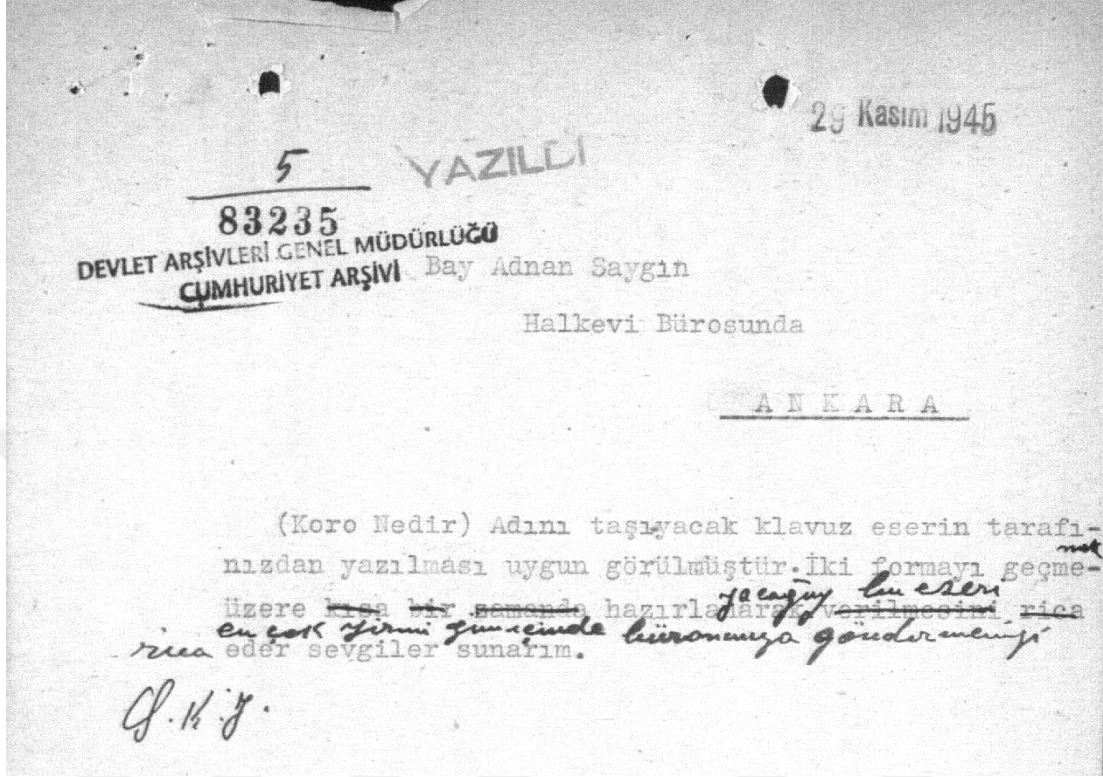 29 Kasım 1945
5
YAZILDI
83235
DEVLET ARŞİVLERİ GENEL MÜDÜRLÜĞÜ
CUMHURİYET ARŞİVİ
Bay Adnan Saygın
Halkevi Bürosunda
ANKARA
(Koro Nedir) Adını taşıyacak klavuz eserin tarafı-
nızdan yazılması uygun görülmüştür.İki formayı geçme-
mek
üzere kısa bir zamanda hazırlanarak verilmesini rica
yacağınız bu eseri
en çok yirmi gün içinde büromuza göndermenizi
rica eder sevgiler sunarım.